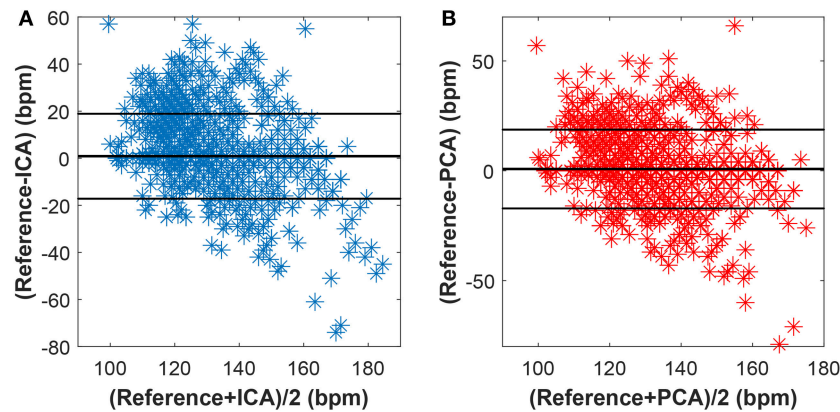 A
(Reference-ICA) (bpm)
60
40
20
0
-20
-40
-60
-80
100 120 140 160 180
(Reference+ICA)/2 (bpm)
B
(Reference-PCA) (bpm)
50
0
-50
100 120 140 160 180
(Reference+PCA)/2 (bpm)